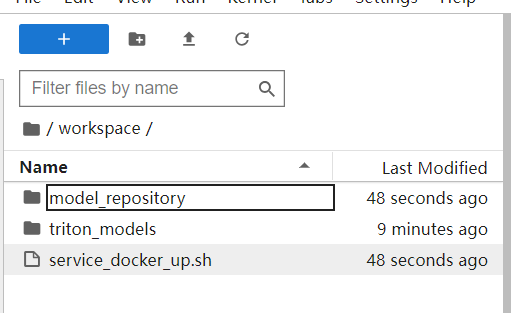 File Edit View Run Kernel Tabs Settings Help
+
Filter files by name
/ workspace /
Name Last Modified
model_repository 48 seconds ago
triton_models 9 minutes ago
service_docker_up.sh 48 seconds ago